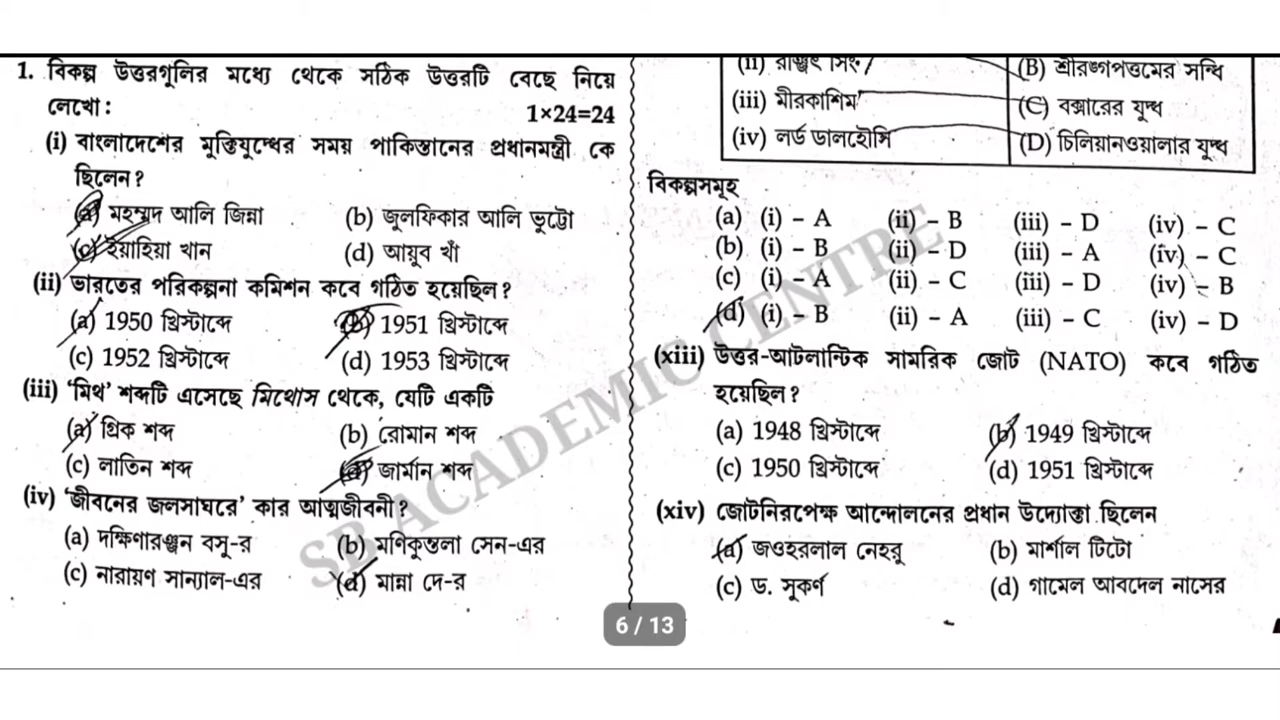 1. বিকল্প উত্তরগুলির মধ্যে থেকে সঠিক উত্তরটি বেছে নিয়ে
লেখো: 1×24=24
(i) বাংলাদেশের মুক্তিযুদ্ধের সময় পাকিস্তানের প্রধানমন্ত্রী কে
ছিলেন?
(a) মহম্মদ আলি জিন্না (b) জুলফিকার আলি ভুট্টো
(c) ইয়াহিয়া খান (d) আয়ুব খাঁ
(ii) ভারতের পরিকল্পনা কমিশন কবে গঠিত হয়েছিল?
(a) 1950 খ্রিস্টাব্দে (b) 1951 খ্রিস্টাব্দে
(c) 1952 খ্রিস্টাব্দে (d) 1953 খ্রিস্টাব্দে
(iii) 'মিথ' শব্দটি এসেছে মিথোস থেকে, যেটি একটি
(a) গ্রিক শব্দ (b) রোমান শব্দ
(c) লাতিন শব্দ (d) জার্মান শব্দ
(iv) 'জীবনের জলসাঘরে' কার আত্মজীবনী?
(a) দক্ষিণারঞ্জন বসু-র (b) মণিকুন্তলা সেন-এর
(c) নারায়ণ সান্যাল-এর (d) মান্না দে-র
(ii) রঞ্জিৎ সিং (B) শ্রীরঙ্গপত্তমের সন্ধি
(iii) মীরকাশিম (C) বক্সারের যুদ্ধ
(iv) লর্ড ডালহৌসি (D) চিলিয়ানওয়ালার যুদ্ধ
বিকল্পসমূহ
(a) (i) – A (ii) – B (iii) – D (iv) – C
(b) (i) – B (ii) – D (iii) – A (iv) – C
(c) (i) – A (ii) – C (iii) – D (iv) – B
(d) (i) – B (ii) – A (iii) – C (iv) – D
(xiii) উত্তর-আটলান্টিক সামরিক জোট (NATO) কবে গঠিত
হয়েছিল?
(a) 1948 খ্রিস্টাব্দে (b) 1949 খ্রিস্টাব্দে
(c) 1950 খ্রিস্টাব্দে (d) 1951 খ্রিস্টাব্দে
(xiv) জোটনিরপেক্ষ আন্দোলনের প্রধান উদ্যোক্তা ছিলেন
(a) জওহরলাল নেহরু (b) মার্শাল টিটো
(c) ড. সুকর্ণ (d) গামেল আবদেল নাসের
SB ACADEMIC CENTRE
6 / 13